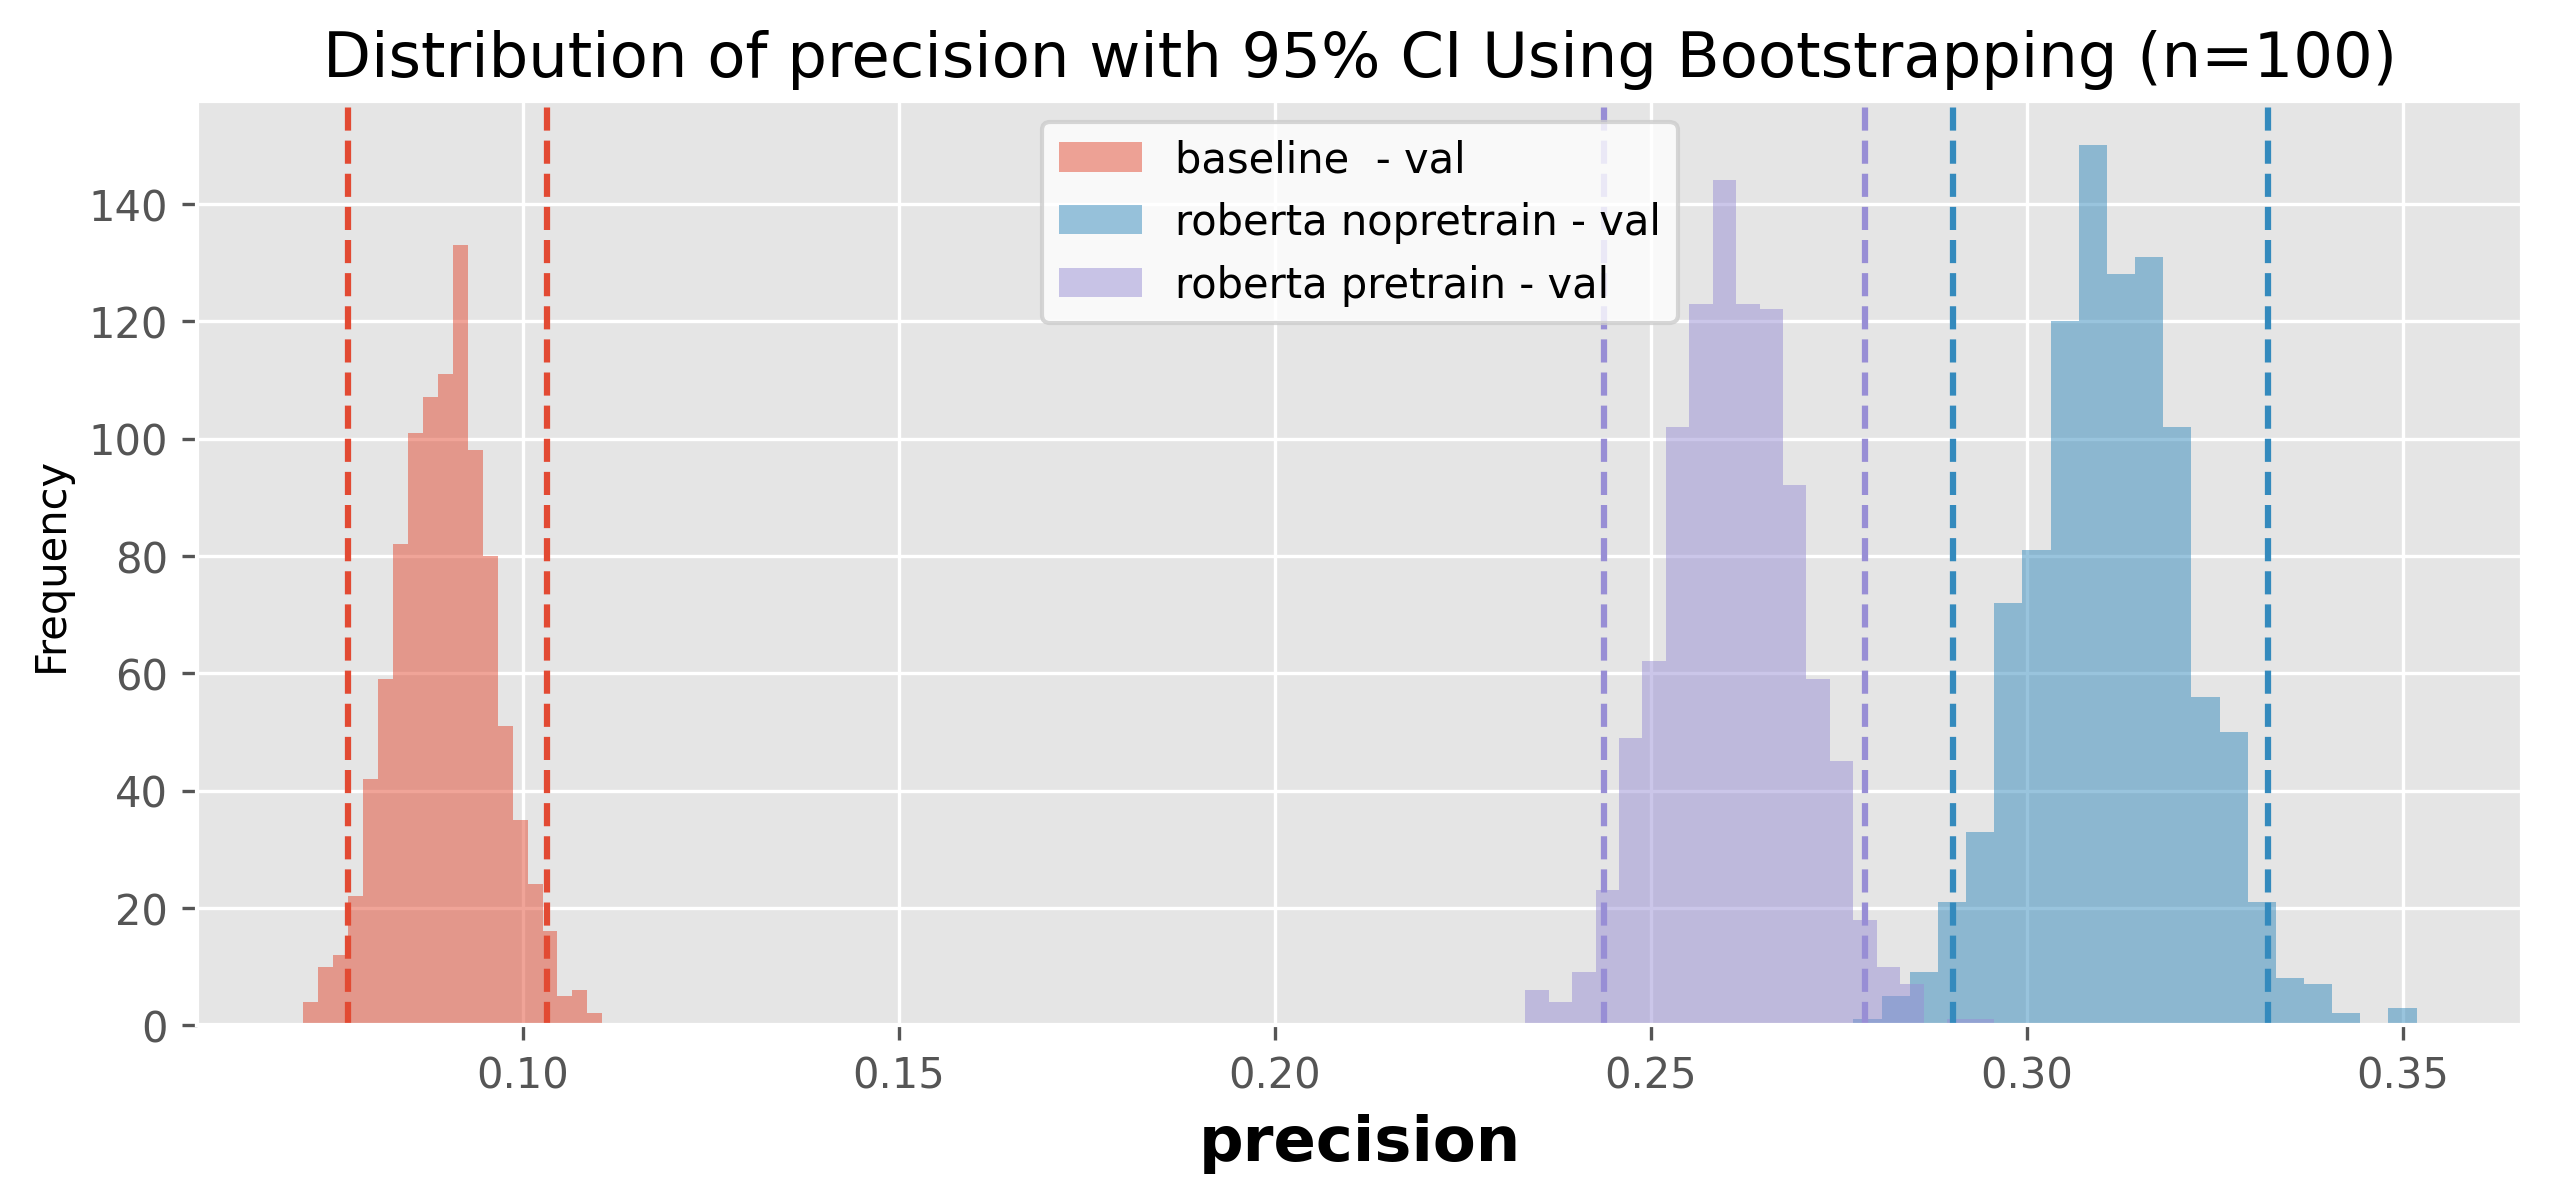 Distribution of precision with 95% CI Using Bootstrapping (n=100)
baseline  - val
roberta nopretrain - val
roberta pretrain - val
Frequency
140
120
100
80
60
40
20
0
0.10 0.15 0.20 0.25 0.30 0.35
precision